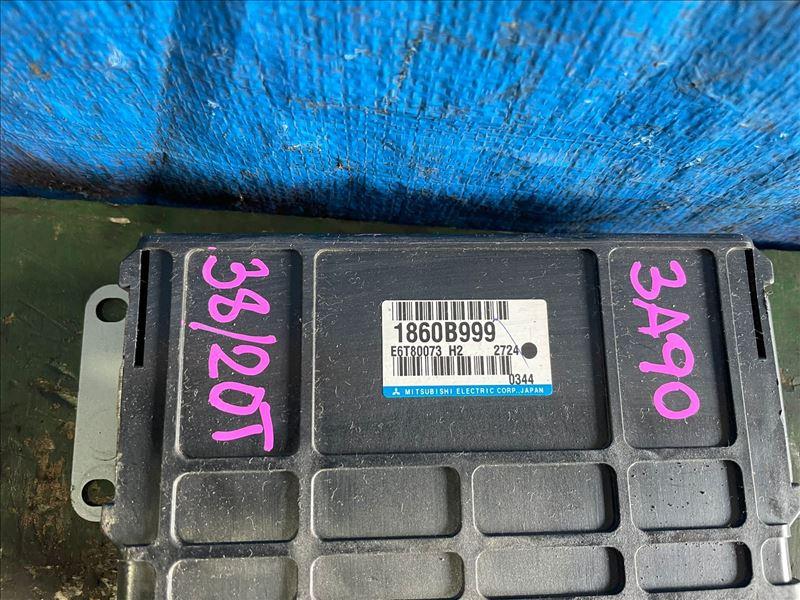 38/20T
1860B999
E6T80073 H2 2724
0344
MITSUBISHI ELECTRIC CORP., JAPAN
3A90